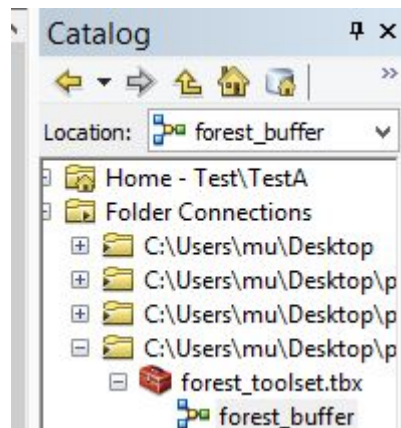 Catalog
Location: forest_buffer
Home - Test\TestA
Folder Connections
C:\Users\mu\Desktop
C:\Users\mu\Desktop\p
C:\Users\mu\Desktop\p
C:\Users\mu\Desktop\p
forest_toolset.tbx
forest_buffer